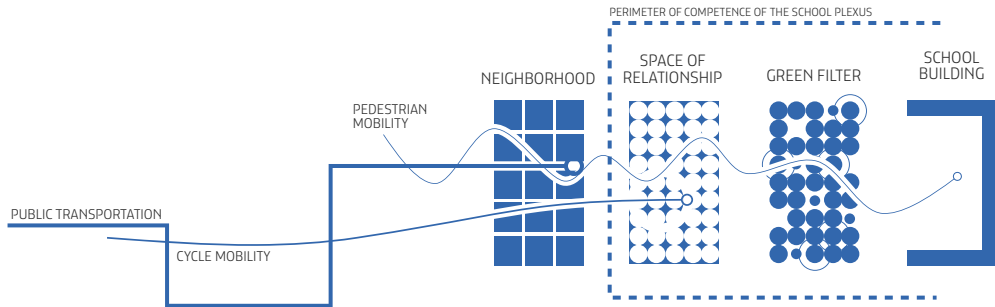 PERIMETER OF COMPETENCE OF THE SCHOOL PLEXUS
SCHOOL
BUILDING
SPACE OF
RELATIONSHIP
GREEN FILTER
NEIGHBORHOOD
PEDESTRIAN
MOBILITY
PUBLIC TRANSPORTATION
CYCLE MOBILITY